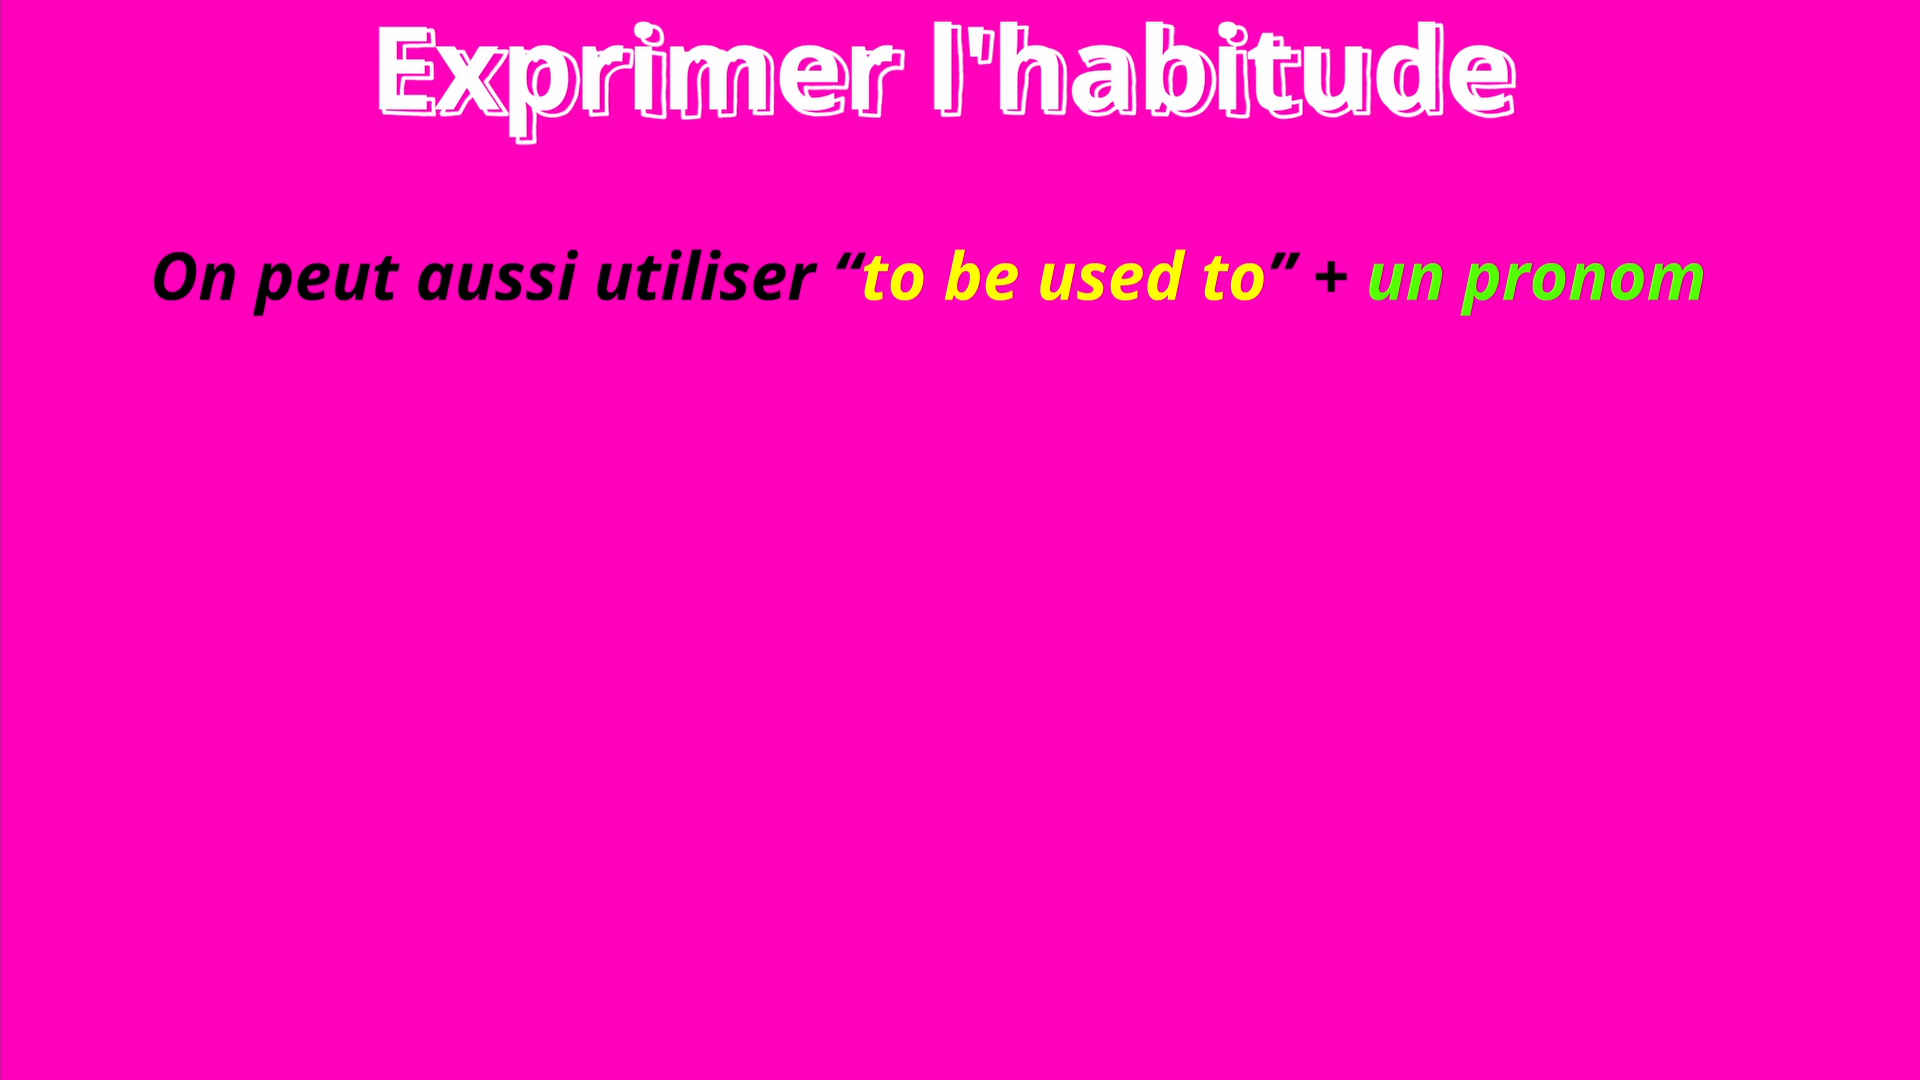 Exprimer l'habitude
On peut aussi utiliser “to be used to” + un pronom